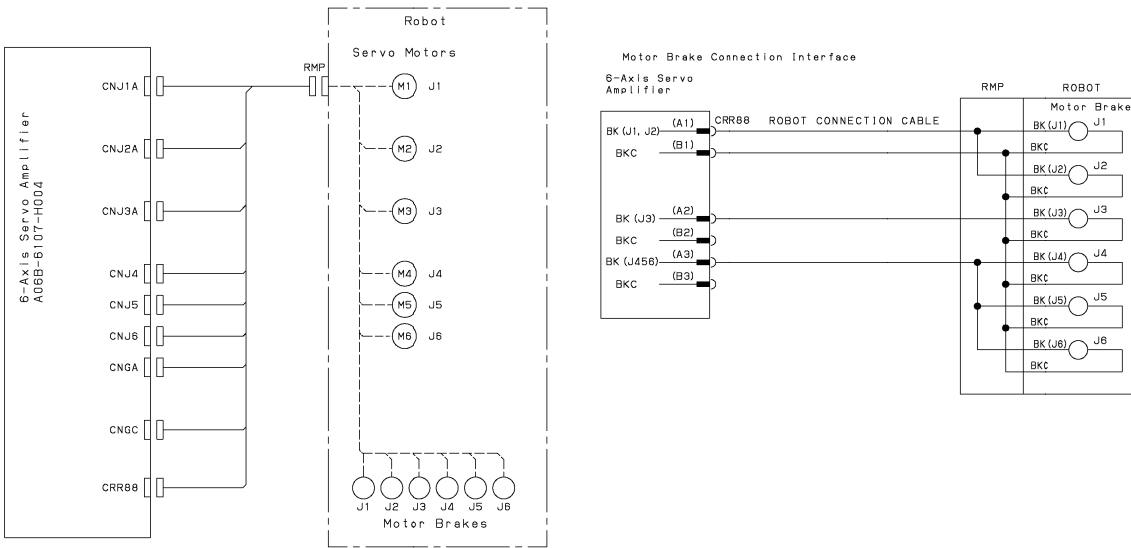 6-Axis Servo Amplifier
A06B-6107-H004
CNJ1A
CNJ2A
CNJ3A
CNJ4
CNJ5
CNJ6
CNGA
CNGC
CRR88
RMP
Robot
Servo Motors
M1 J1
M2 J2
M3 J3
M4 J4
M5 J5
M6 J6
J1 J2 J3 J4 J5 J6
Motor Brakes
Motor Brake Connection Interface
6-Axis Servo
Amplifier
BK (J1, J2) (A1)
BKC (B1)
BK (J3) (A2)
BKC (B2)
BK (J456) (A3)
BKC (B3)
CRR88 ROBOT CONNECTION CABLE
RMP
ROBOT
Motor Brake
BK (J1) J1
BKC
BK (J2) J2
BKC
BK (J3) J3
BKC
BK (J4) J4
BKC
BK (J5) J5
BKC
BK (J6) J6
BKC